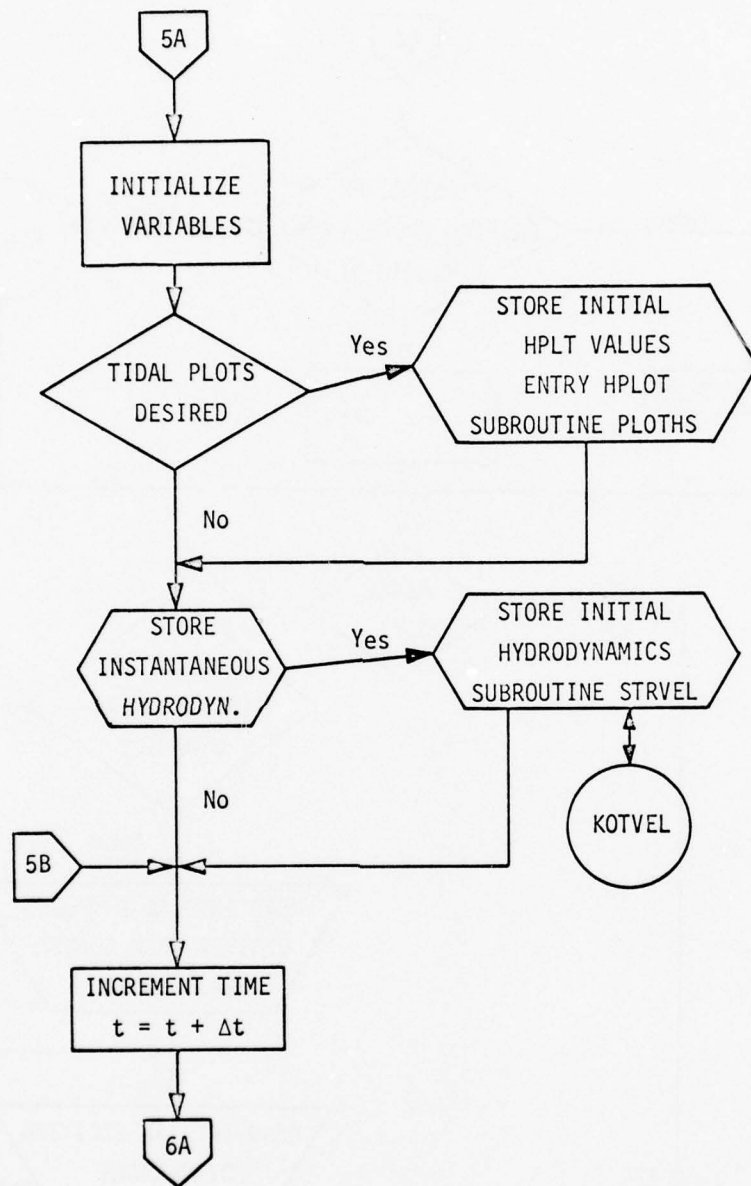 5A
INITIALIZE
VARIABLES
TIDAL PLOTS
DESIRED
Yes
STORE INITIAL
HPLT VALUES
ENTRY HPLOT
SUBROUTINE PLOTHS
No
STORE
INSTANTANEOUS
HYDRODYN.
Yes
STORE INITIAL
HYDRODYNAMICS
SUBROUTINE STRVEL
No
KOTVEL
5B
INCREMENT TIME
t = t + Δt
6A